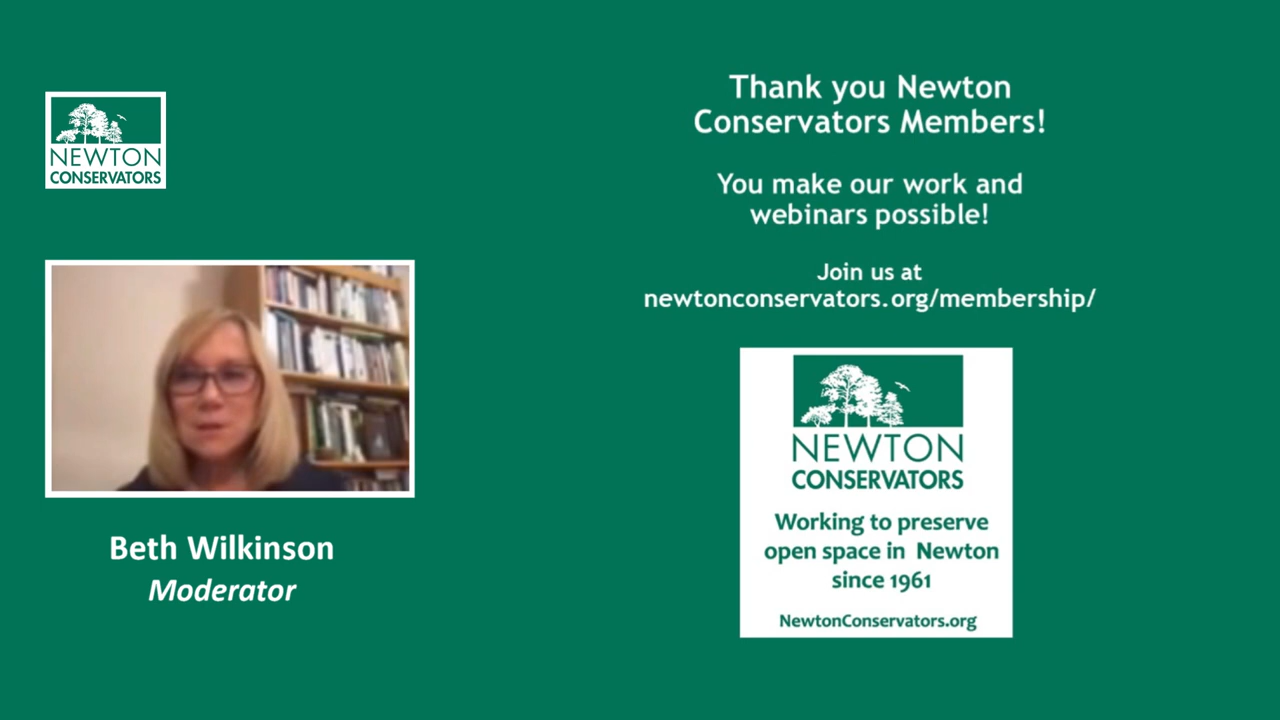 NEWTON
CONSERVATORS
Beth Wilkinson
Moderator
Thank you Newton
Conservators Members!
You make our work and
webinars possible!
Join us at
newtonconservators.org/membership/
NEWTON
CONSERVATORS
Working to preserve
open space in Newton
since 1961
NewtonConservators.org